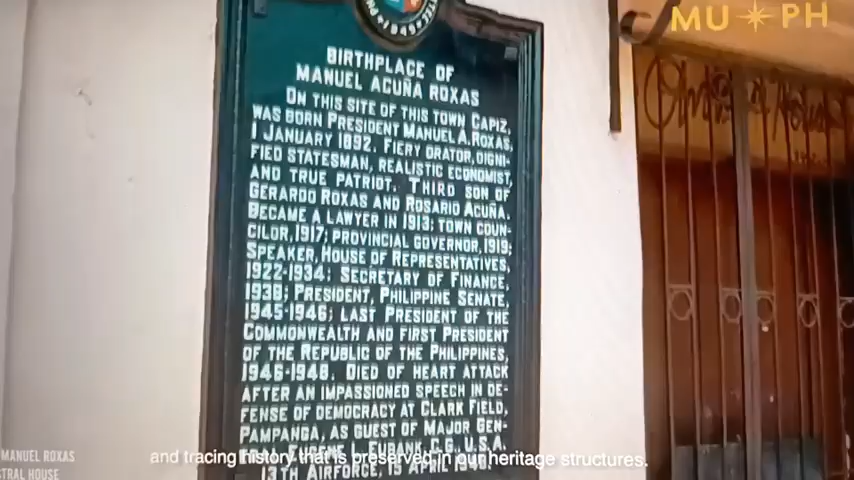 MU PH
BIRTHPLACE OF
MANUEL ACUÑA ROXAS
ON THIS SITE OF THIS TOWN CAPIZ,
WAS BORN PRESIDENT MANUEL A. ROXAS,
1 JANUARY 1892. FIERY ORATOR, DIGNI-
FIED STATESMAN, REALISTIC ECONOMIST,
AND TRUE PATRIOT. THIRD SON OF
GERARDO ROXAS AND ROSARIO ACUÑA.
BECAME A LAWYER IN 1913; TOWN COUN-
CILOR, 1917; PROVINCIAL GOVERNOR, 1919;
SPEAKER, HOUSE OF REPRESENTATIVES,
1922-1934; SECRETARY OF FINANCE,
1938; PRESIDENT, PHILIPPINE SENATE,
1945-1946; LAST PRESIDENT OF THE
COMMONWEALTH AND FIRST PRESIDENT
OF THE REPUBLIC OF THE PHILIPPINES,
1946-1948. DIED OF HEART ATTACK
AFTER AN IMPASSIONED SPEECH IN DE-
FENSE OF DEMOCRACY AT CLARK FIELD,
PAMPANGA, AS GUEST OF MAJOR GEN-
EUGENE L. EUBANK, C.G., U.S.A.
13TH AIRFORCE, 15 APRIL 1948.
MANUEL ROXAS
STRAL HOUSE
and tracing history that is preserved in our heritage structures.